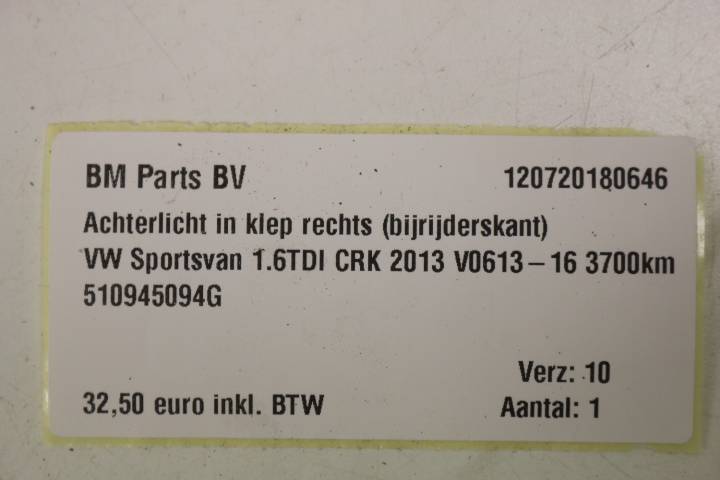 BM Parts BV 120720180646
Achterlicht in klep rechts (bijrijderskant)
VW Sportsvan 1.6TDI CRK 2013 V0613-16 3700km
510945094G
Verz: 10
32,50 euro inkl. BTW Aantal: 1